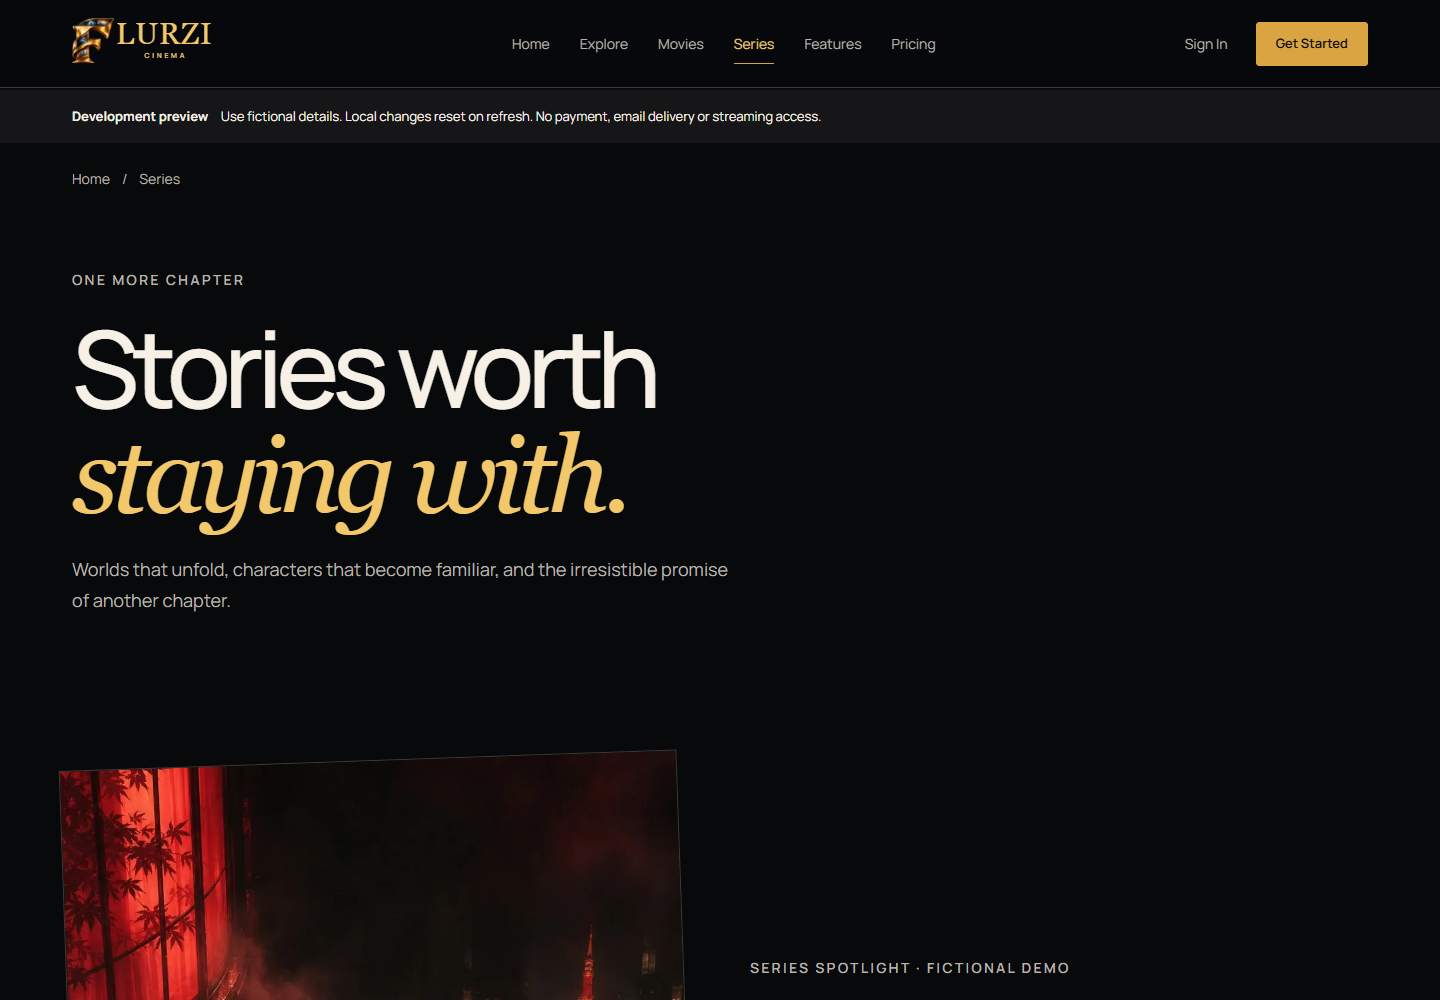 FLURZI
CINEMA
Home Explore Movies Series Features Pricing
Sign In
Get Started
Development preview Use fictional details. Local changes reset on refresh. No payment, email delivery or streaming access.
Home / Series
ONE MORE CHAPTER
Stories worth
staying with.
Worlds that unfold, characters that become familiar, and the irresistible promise
of another chapter.
SERIES SPOTLIGHT · FICTIONAL DEMO